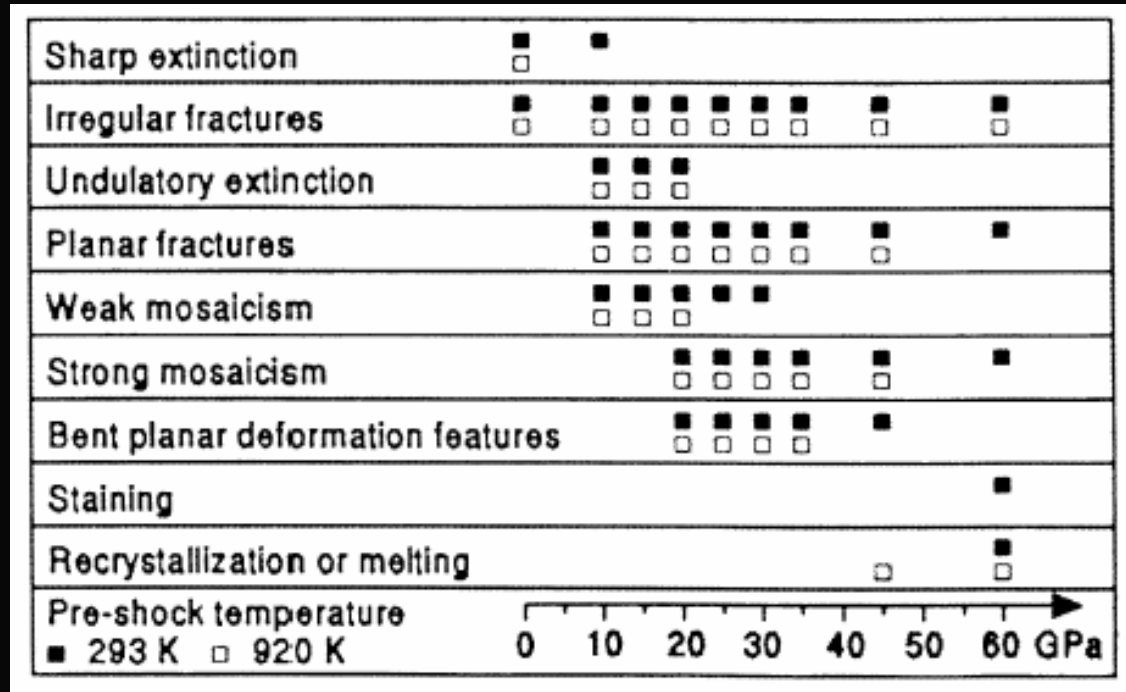 Sharp extinction
Irregular fractures
Undulatory extinction
Planar fractures
Weak mosaicism
Strong mosaicism
Bent planar deformation features
Staining
Recrystallization or melting
Pre-shock temperature
■ 293 K □ 920 K
0 10 20 30 40 50 60 GPa